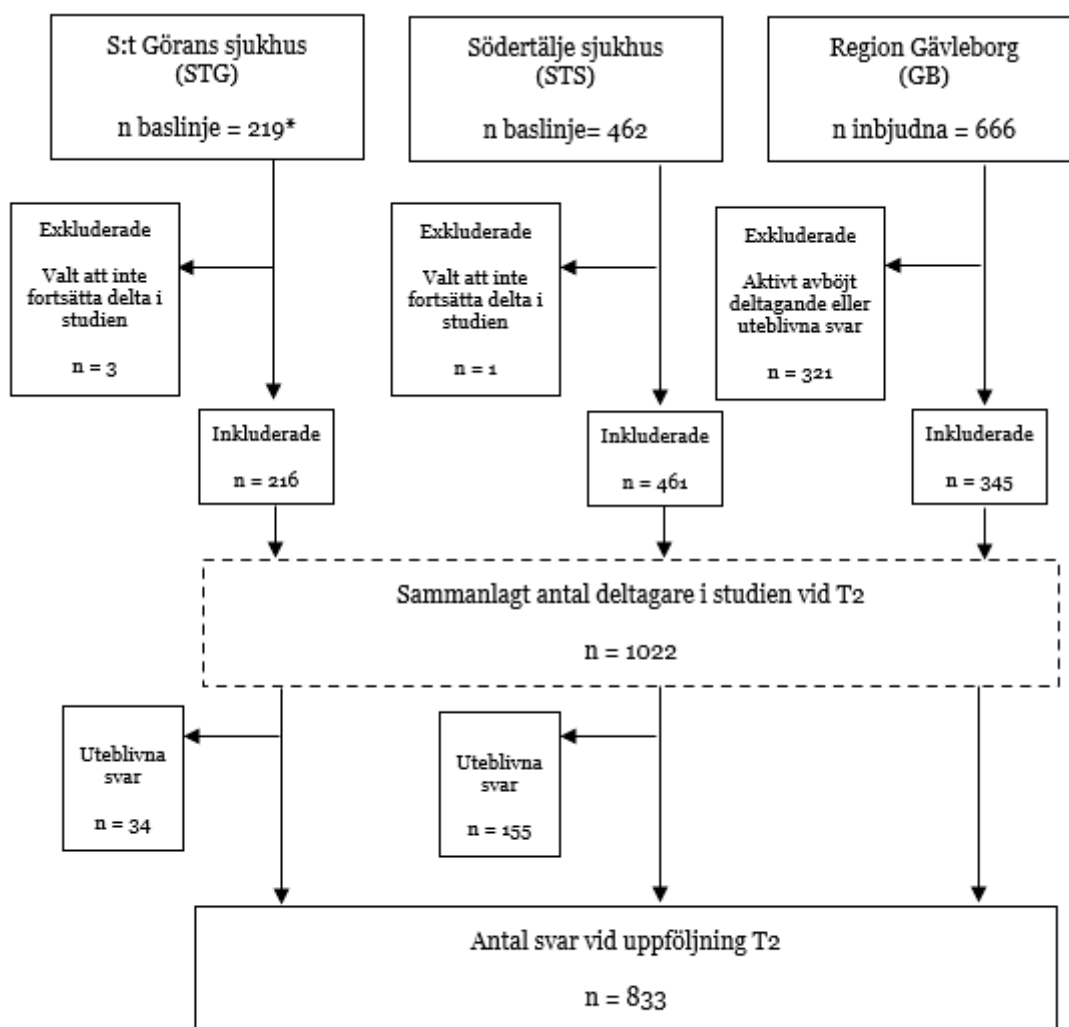 S:t Görans sjukhus
(STG)
n baslinje = 219*
Södertälje sjukhus
(STS)
n baslinje= 462
Region Gävleborg
(GB)
n inbjudna = 666
Exkluderade
Valt att inte
fortsätta delta i
studien
n = 3
Exkluderade
Valt att inte
fortsätta delta i
studien
n = 1
Exkluderade
Aktivt avböjt
deltagande eller
uteblivna svar
n = 321
Inkluderade
n = 216
Inkluderade
n = 461
Inkluderade
n = 345
Sammanlagt antal deltagare i studien vid T2
n = 1022
Uteblivna
svar
n = 34
Uteblivna
svar
n = 155
Antal svar vid uppföljning T2
n = 833